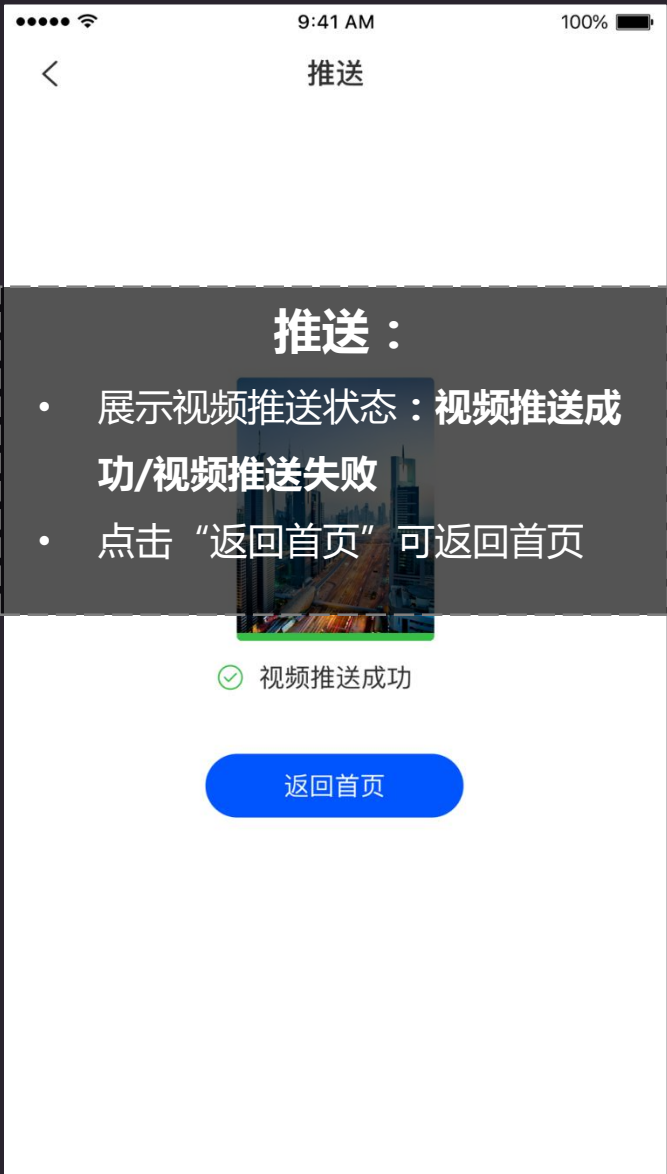 9:41 AM 100%
推送
推送：
• 展示视频推送状态：视频推送成
功/视频推送失败
• 点击“返回首页”可返回首页
视频推送成功
返回首页